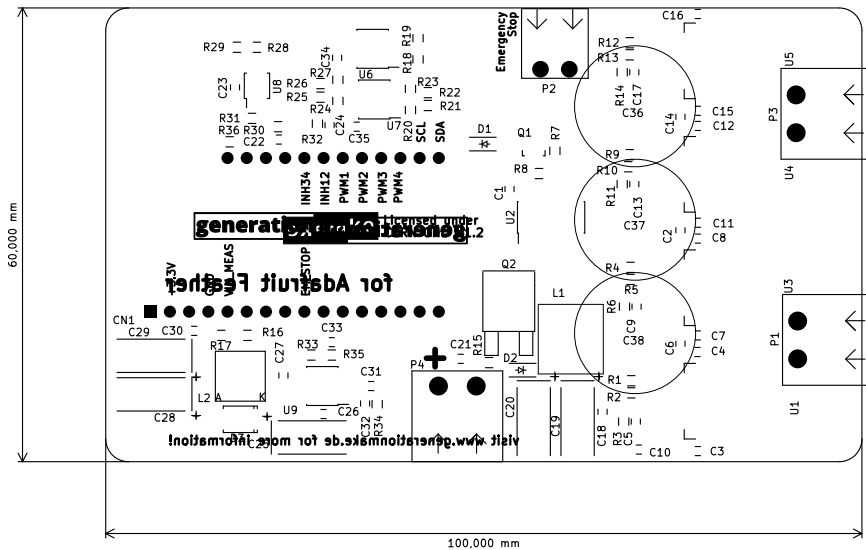 C16
Emergency
Stop
R12
R19
R29
R28
C34
R18
R13
U5
R27
U6
C23
U8
R26
R23
R22
R14
C17
P2
R25
R21
C15
R31
R24
C36
C14
C12
P3
R36
R30
R32
C24
C35
U7
R20
SCL
SDA
D1
Q1
R7
C22
R9
R8
R10
U4
INH34
INH12
PWM1
PWM2
PWM3
PWM4
R11
C13
C1
U2
C37
C2
C11
C8
generation
Licensed under
60,000 mm
+3.3V
GND
ENSTOP
for Adafruit Feather
Q2
R4
R5
U3
L1
R6
C9
CN1
C29
C30
R16
C33
R17
R33
R35
C21
R15
C38
C6
C7
C4
P1
C27
C31
P4
D2
L2
A
K
R1
R2
C28
U9
C26
C32
R34
C20
C19
C18
R3
C5
U1
C25
visit www.generationmake.de for more information!
C10
C3
100,000 mm